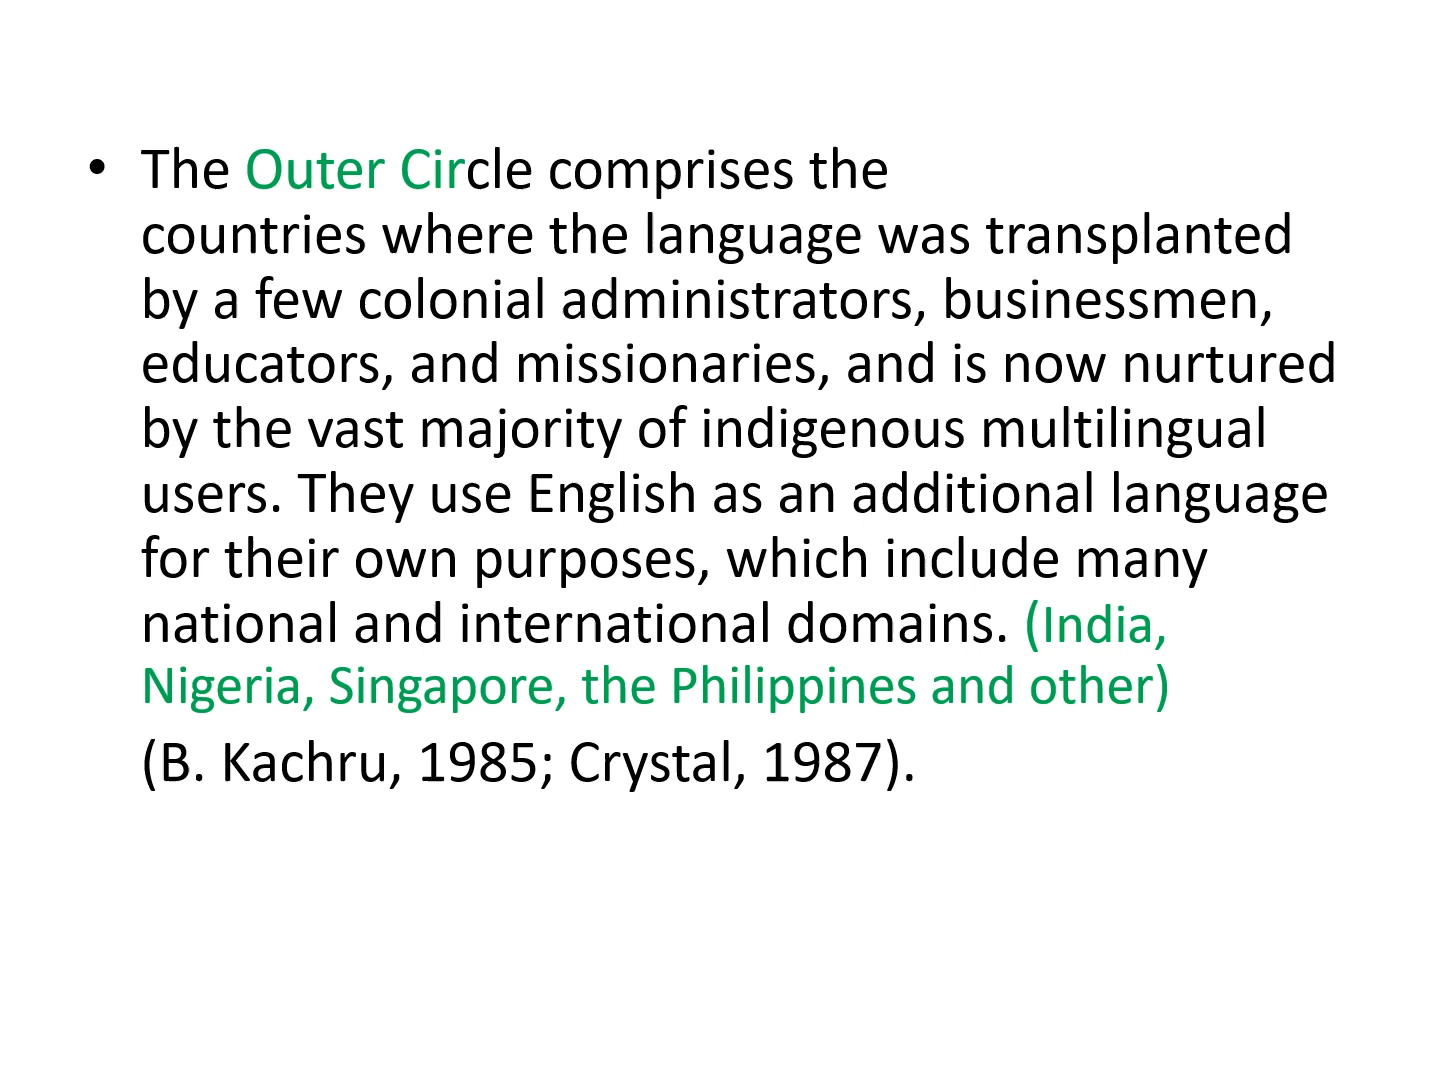 • The Outer Circle comprises the
countries where the language was transplanted
by a few colonial administrators, businessmen,
educators, and missionaries, and is now nurtured
by the vast majority of indigenous multilingual
users. They use English as an additional language
for their own purposes, which include many
national and international domains. (India,
Nigeria, Singapore, the Philippines and other)
(B. Kachru, 1985; Crystal, 1987).